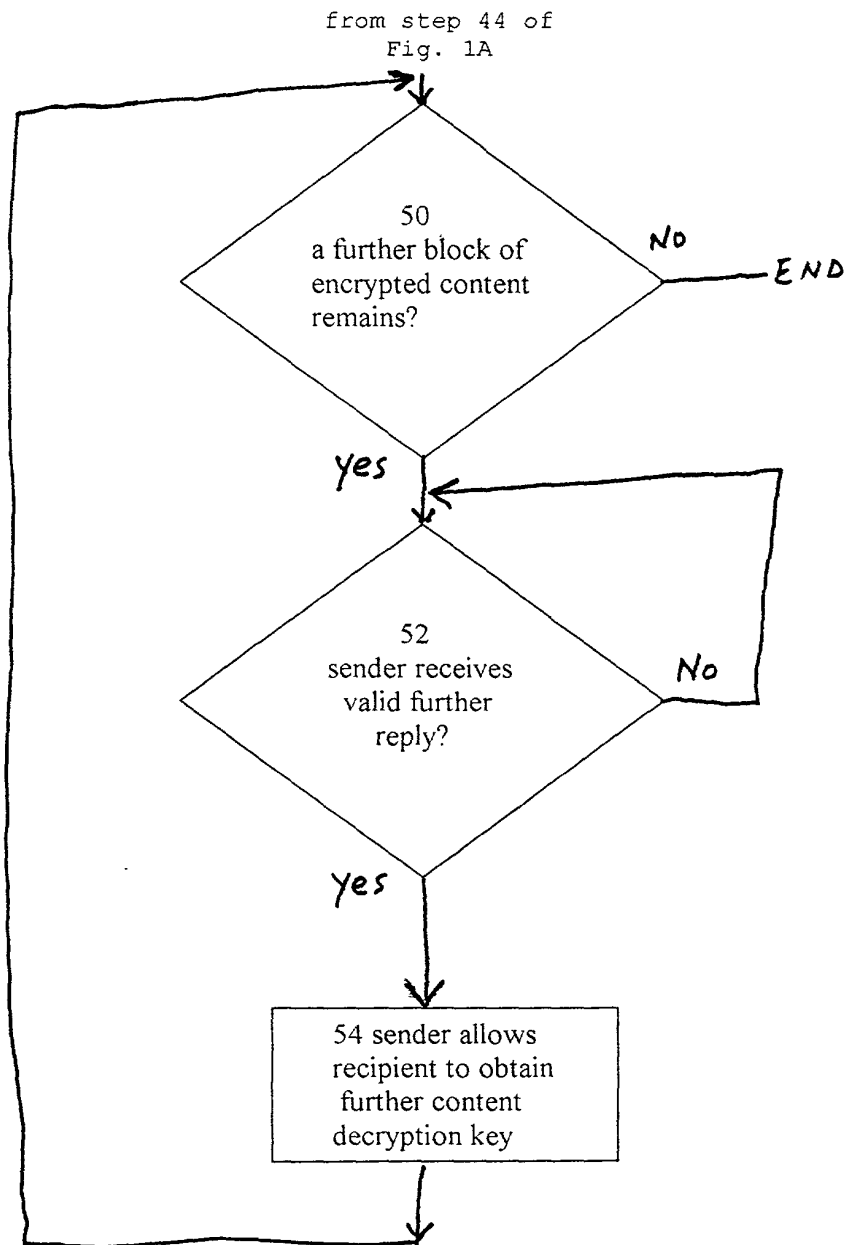 from step 44 of
Fig. 1A
50
a further block of
encrypted content
remains?
No
END
yes
52
sender receives
valid further
reply?
No
yes
54 sender allows
recipient to obtain
further content
decryption key